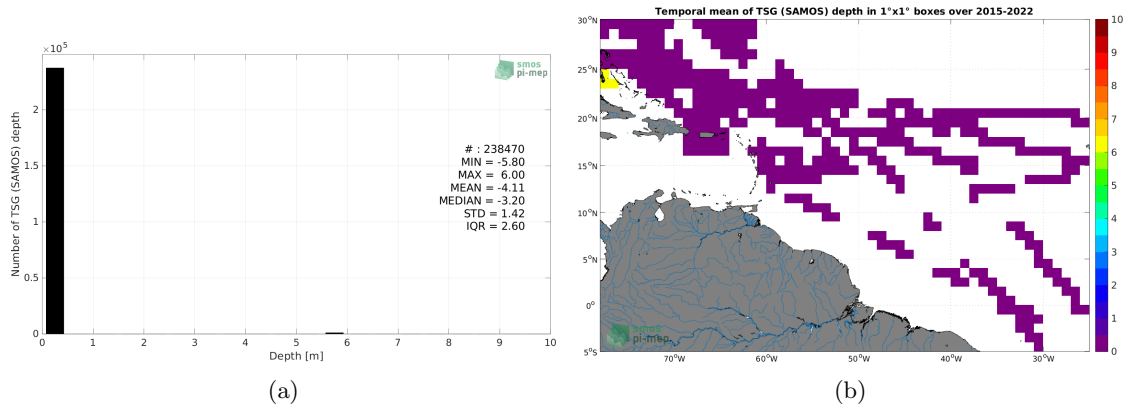 ×10⁵
2
1.5
1
0.5
0
Number of TSG (SAMOS) depth
smos
pi-mep
# : 238470
MIN = -5.80
MAX = 6.00
MEAN = -4.11
MEDIAN = -3.20
STD = 1.42
IQR = 2.60
0 1 2 3 4 5 6 7 8 9 10
Depth [m]
(a)
Temporal mean of TSG (SAMOS) depth in 1°x1° boxes over 2015-2022
30°N
25°N
20°N
15°N
10°N
5°N
0°
5°S
70°W 60°W 50°W 40°W 30°W
smos
pi-mep
10
9
8
7
6
5
4
3
2
1
0
(b)